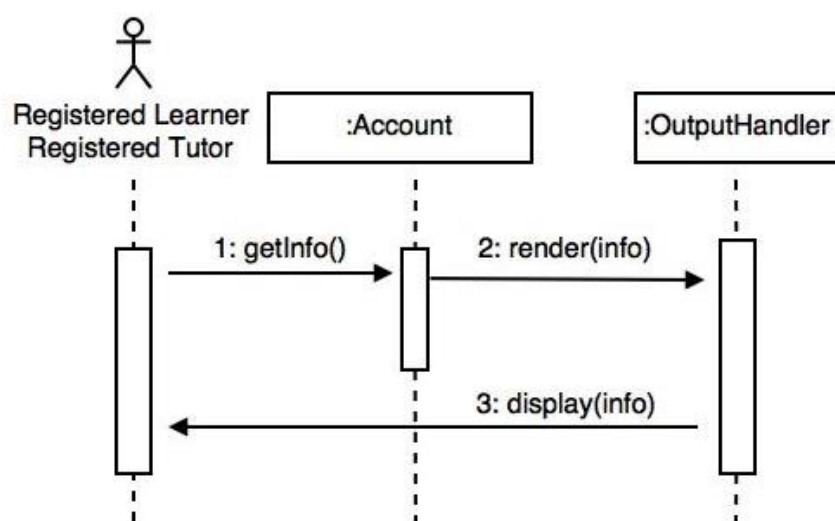 Registered Learner
Registered Tutor
:Account
:OutputHandler
1: getInfo()
2: render(info)
3: display(info)